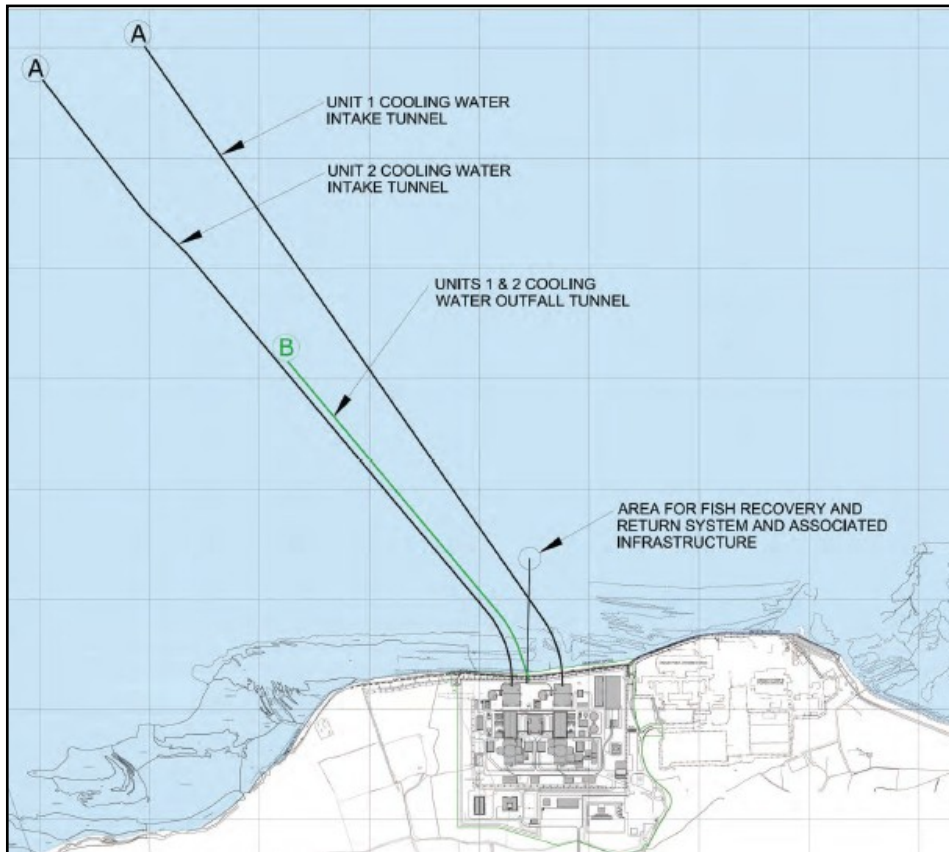 A
A
UNIT 1 COOLING WATER
INTAKE TUNNEL
UNIT 2 COOLING WATER
INTAKE TUNNEL
UNITS 1 & 2 COOLING
WATER OUTFALL TUNNEL
B
AREA FOR FISH RECOVERY AND
RETURN SYSTEM AND ASSOCIATED
INFRASTRUCTURE